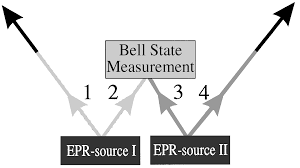 Bell State
Measurement
1 2 3 4
EPR-source I EPR-source II